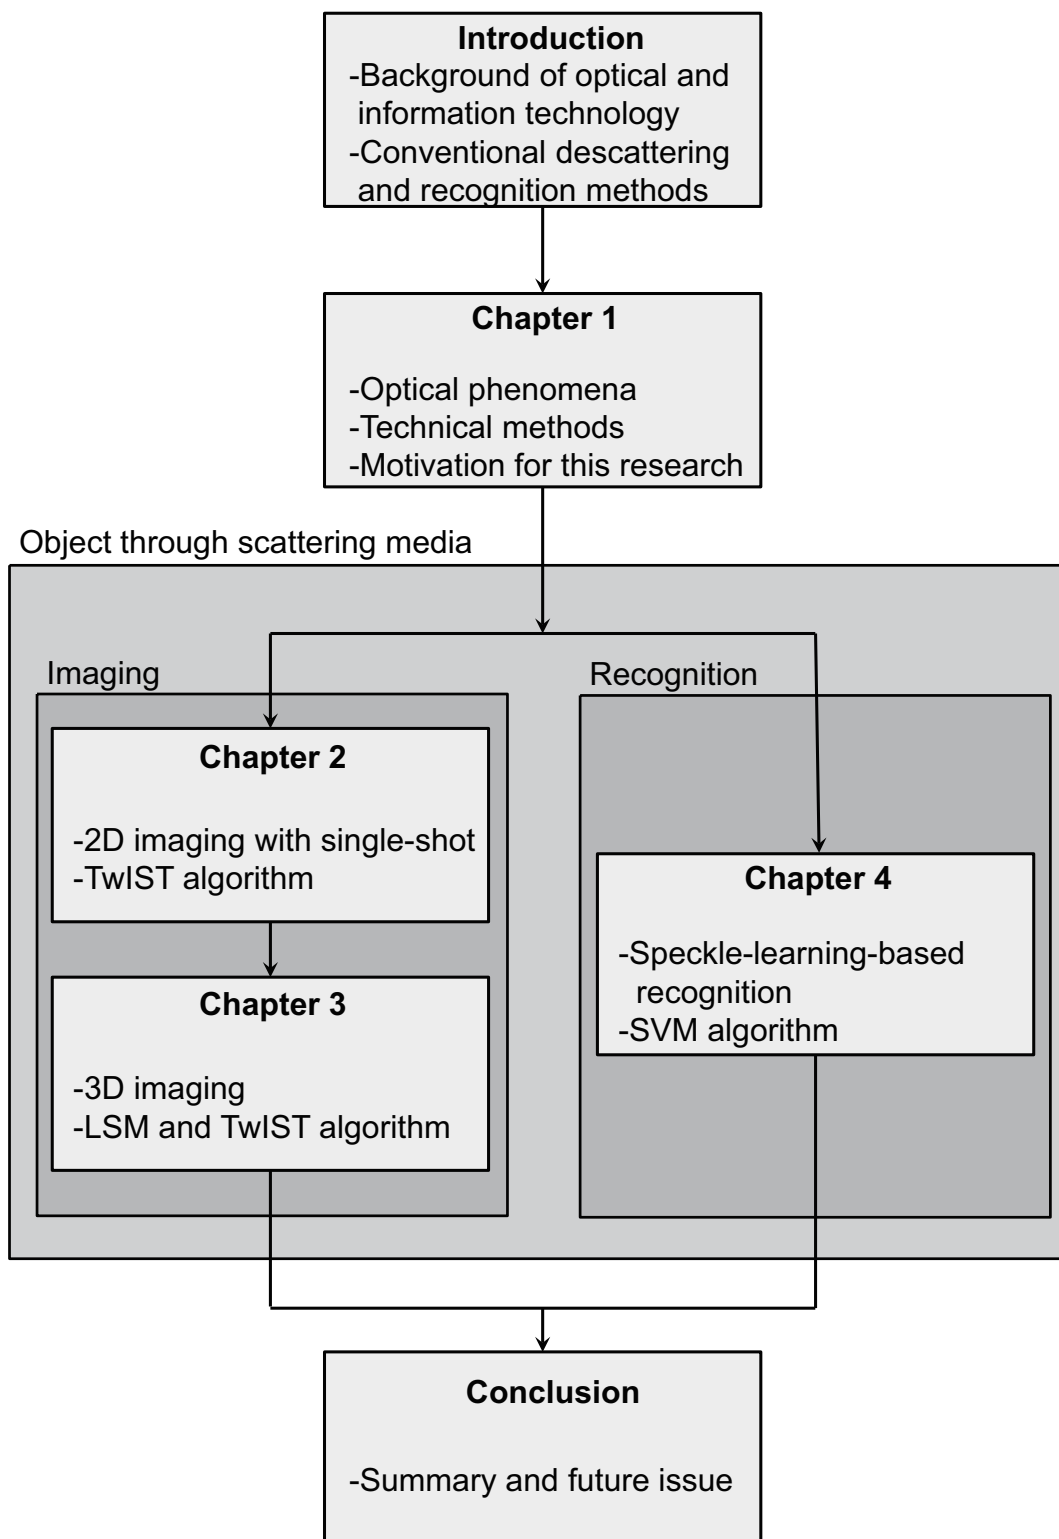 Introduction
-Background of optical and
information technology
-Conventional descattering
and recognition methods
Chapter 1
-Optical phenomena
-Technical methods
-Motivation for this research
Object through scattering media
Imaging
Chapter 2
-2D imaging with single-shot
-TwIST algorithm
Chapter 3
-3D imaging
-LSM and TwIST algorithm
Recognition
Chapter 4
-Speckle-learning-based
recognition
-SVM algorithm
Conclusion
-Summary and future issue